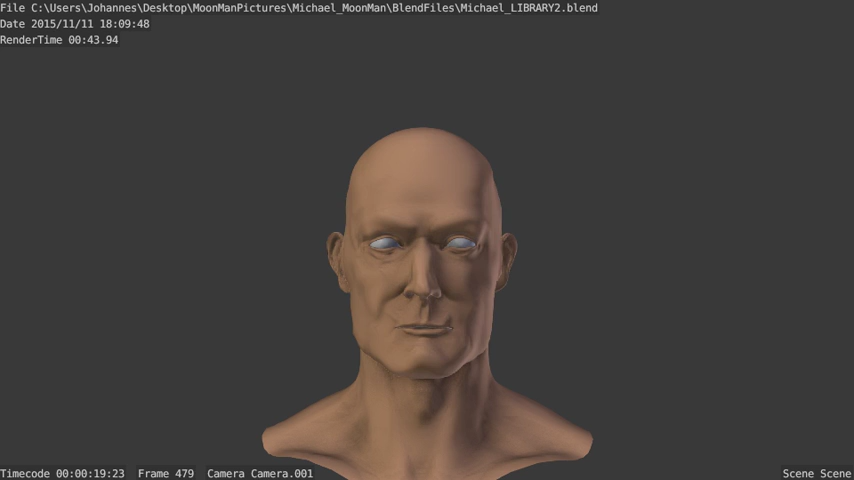 File C:\Users\Johannes\Desktop\MoonManPictures\Michael_MoonMan\BlendFiles\Michael_LIBRARY2.blend
Date 2015/11/11 18:09:48
RenderTime 00:43.94
Timecode 00:00:19:23 Frame 479 Camera Camera.001 Scene Scene